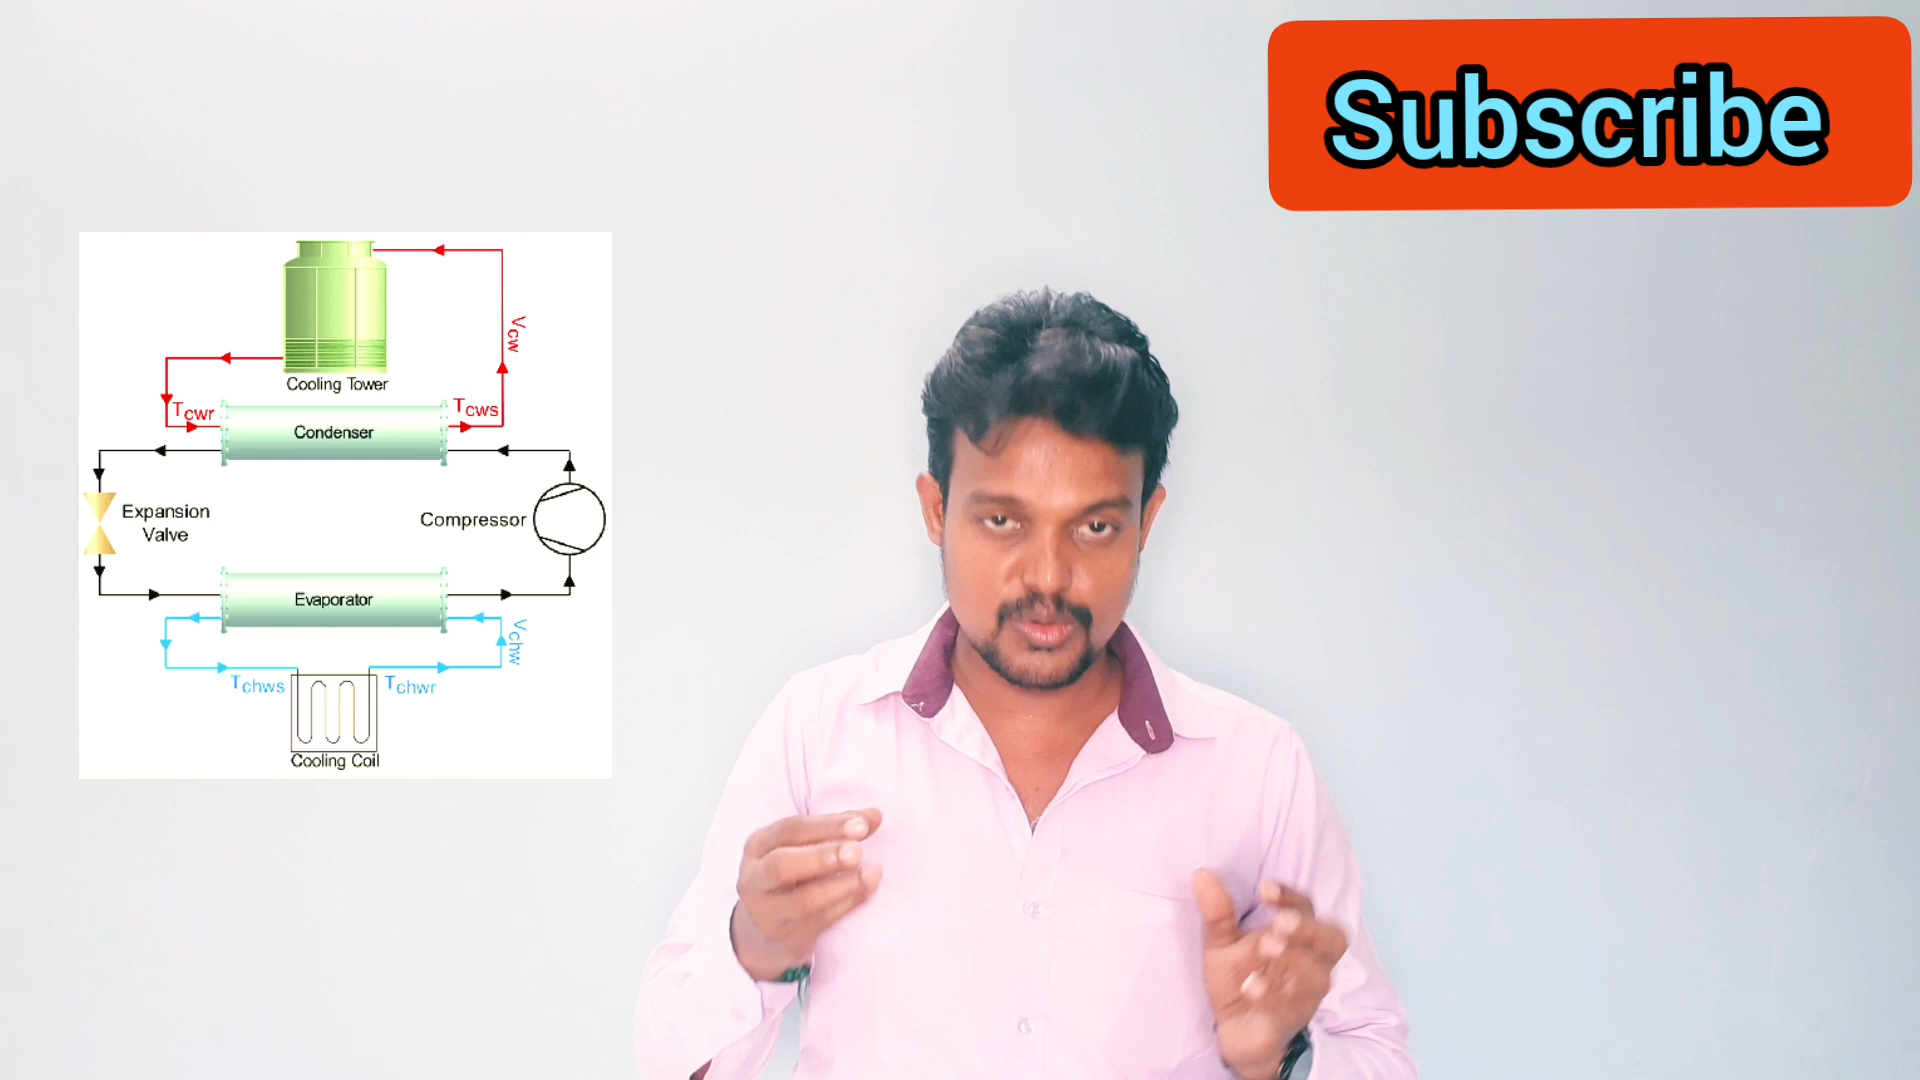 Subscribe
Vcw
Cooling Tower
Tcwr
Tcws
Condenser
Expansion
Valve
Compressor
Evaporator
Vchw
Tchws
Tchwr
Cooling Coil